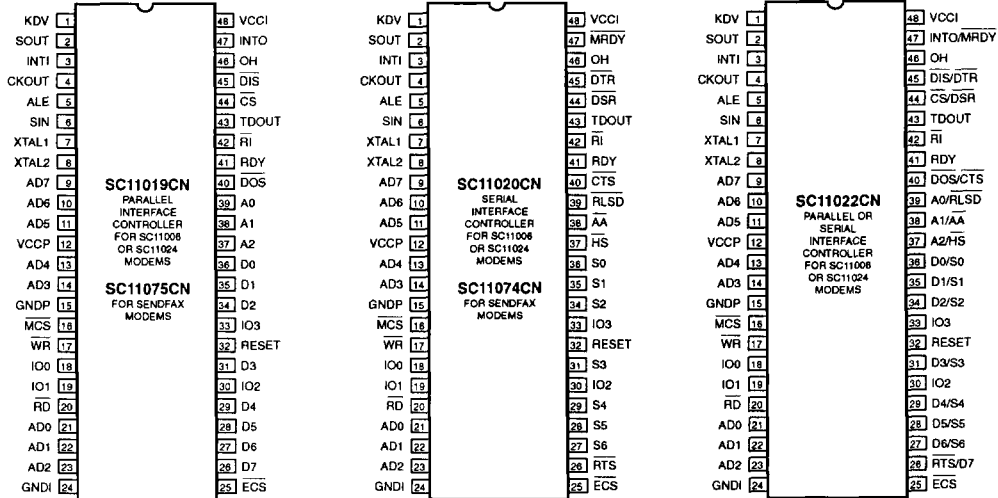 KDV 1 48 VCCI
SOUT 2 47 INTO
INTI 3 46 OH
CKOUT 4 45 DIS
ALE 5 44 CS
SIN 6 43 TDOUT
XTAL1 7 42 RI
XTAL2 8 41 RDY
AD7 9 40 DOS
AD6 10 39 A0
AD5 11 38 A1
VCCP 12 37 A2
AD4 13 36 D0
AD3 14 35 D1
GNDP 15 34 D2
MCS 16 33 IO3
WR 17 32 RESET
IO0 18 31 D3
IO1 19 30 IO2
RD 20 29 D4
AD0 21 28 D5
AD1 22 27 D6
AD2 23 26 D7
GNDI 24 25 ECS
SC11019CN
PARALLEL
INTERFACE
CONTROLLER
FOR SC11006
OR SC11024
MODEMS
SC11075CN
FOR SENDFAX
MODEMS
KDV 1 48 VCCI
SOUT 2 47 MRDY
INTI 3 46 OH
CKOUT 4 45 DTR
ALE 5 44 DSR
SIN 6 43 TDOUT
XTAL1 7 42 RI
XTAL2 8 41 RDY
AD7 9 40 CTS
AD6 10 39 RLSD
AD5 11 38 AA
VCCP 12 37 HS
AD4 13 36 S0
AD3 14 35 S1
GNDP 15 34 S2
MCS 16 33 IO3
WR 17 32 RESET
IO0 18 31 S3
IO1 19 30 IO2
RD 20 29 S4
AD0 21 28 S5
AD1 22 27 S6
AD2 23 26 RTS
GNDI 24 25 ECS
SC11020CN
SERIAL
INTERFACE
CONTROLLER
FOR SC11006
OR SC11024
MODEMS
SC11074CN
FOR SENDFAX
MODEMS
KDV 1 48 VCCI
SOUT 2 47 INTO/MRDY
INTI 3 46 OH
CKOUT 4 45 DIS/DTR
ALE 5 44 CS/DSR
SIN 6 43 TDOUT
XTAL1 7 42 RI
XTAL2 8 41 RDY
AD7 9 40 DOS/CTS
AD6 10 39 A0/RLSD
AD5 11 38 A1/AA
VCCP 12 37 A2/HS
AD4 13 36 D0/S0
AD3 14 35 D1/S1
GNDP 15 34 D2/S2
MCS 16 33 IO3
WR 17 32 RESET
IO0 18 31 D3/S3
IO1 19 30 IO2
RD 20 29 D4/S4
AD0 21 28 D5/S5
AD1 22 27 D6/S6
AD2 23 26 RTS/D7
GNDI 24 25 ECS
SC11022CN
PARALLEL OR
SERIAL
INTERFACE
CONTROLLER
FOR SC11006
OR SC11024
MODEMS